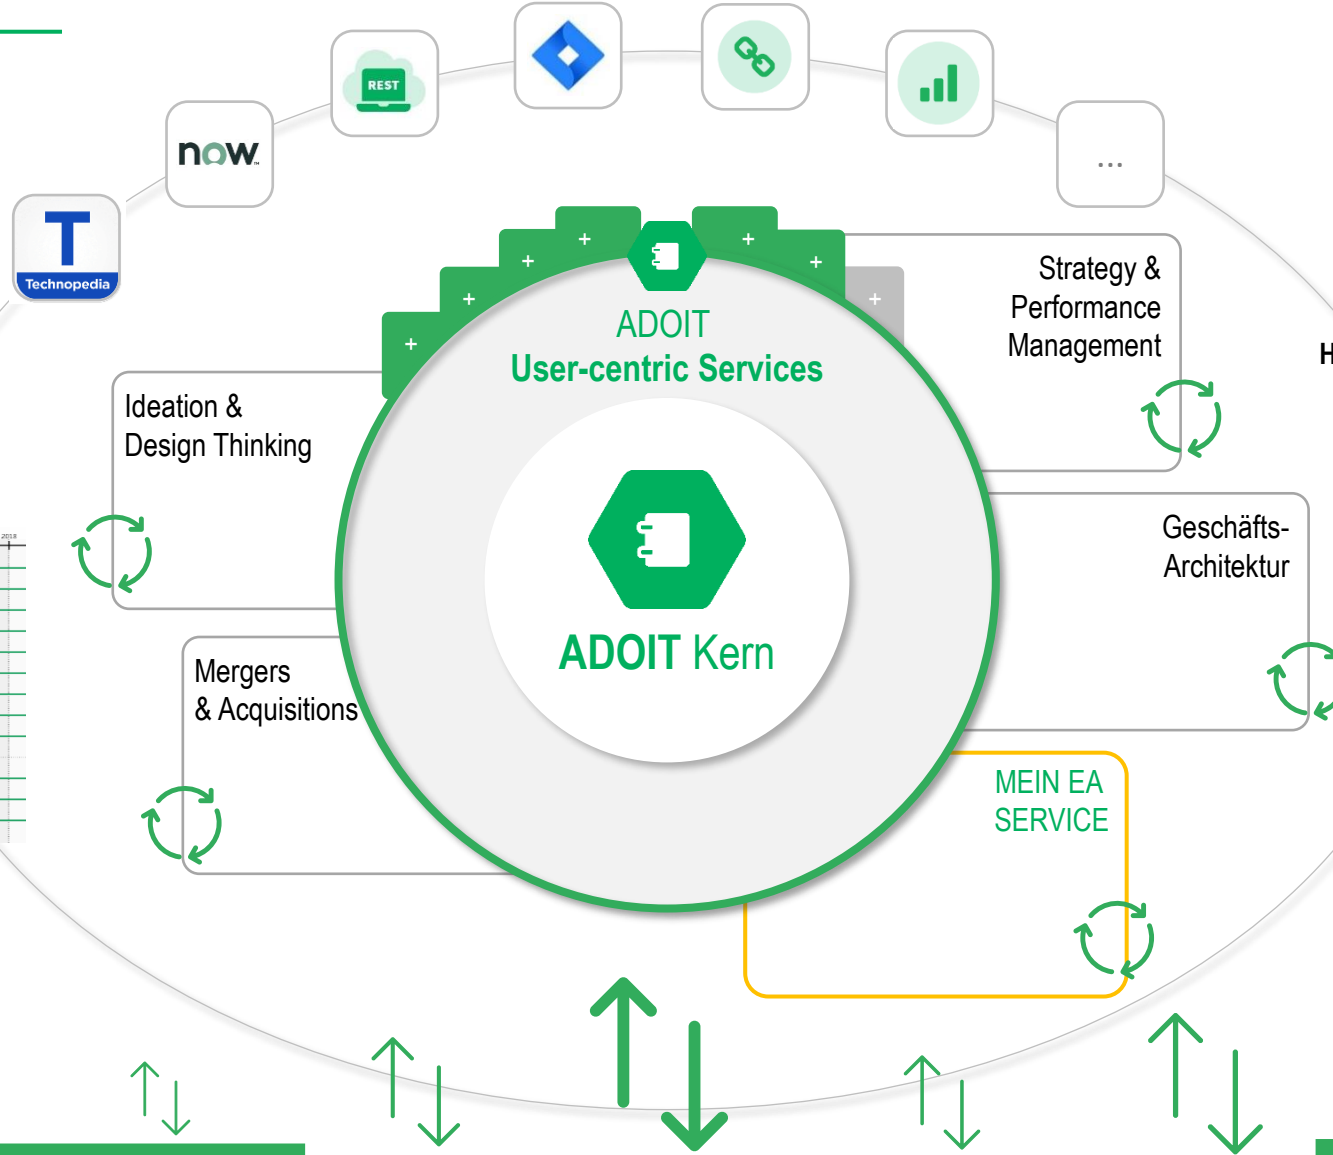 REST
now
...
T
Technopedia
+
+
+
+
+
+
+
ADOIT
User-centric Services
Strategy &
Performance
Management
H
Ideation &
Design Thinking
2018
Geschäfts-
Architektur
ADOIT Kern
Mergers
& Acquisitions
MEIN EA
SERVICE